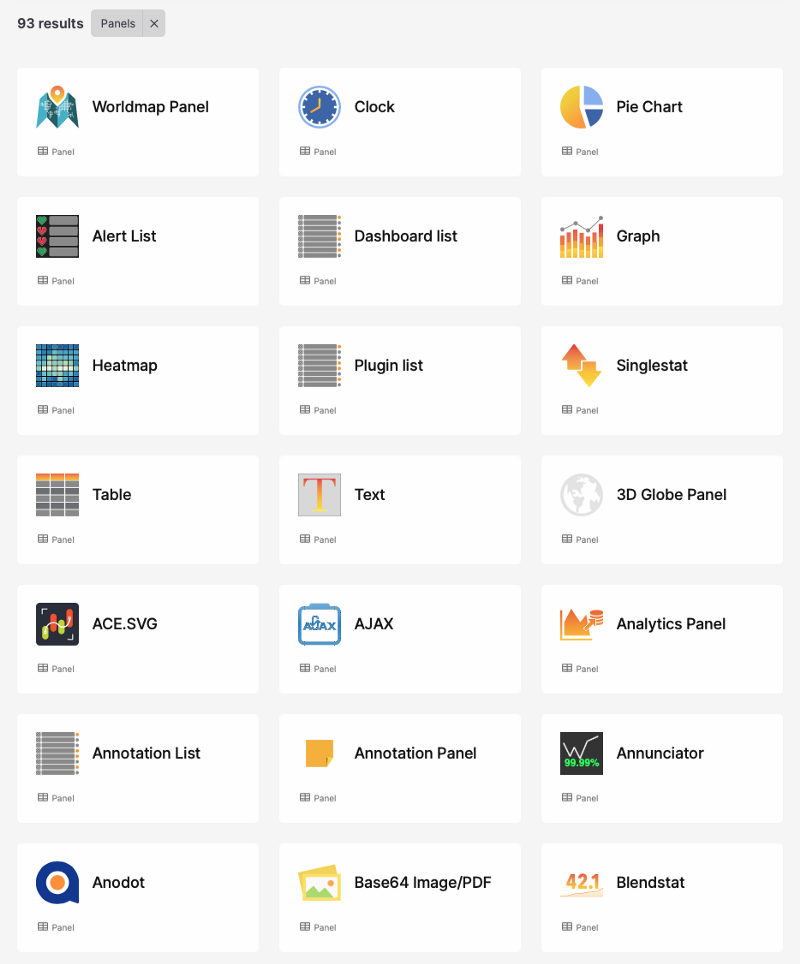 93 results Panels ×
Worldmap Panel
Panel
Clock
Panel
Pie Chart
Panel
Alert List
Panel
Dashboard list
Panel
Graph
Panel
Heatmap
Panel
Plugin list
Panel
Singlestat
Panel
Table
Panel
T
Text
Panel
3D Globe Panel
Panel
ACE.SVG
Panel
AJAX
AJAX
Panel
Analytics Panel
Panel
Annotation List
Panel
Annotation Panel
Panel
99.99%
Annunciator
Panel
Anodot
Panel
Base64 Image/PDF
Panel
42.1
Blendstat
Panel